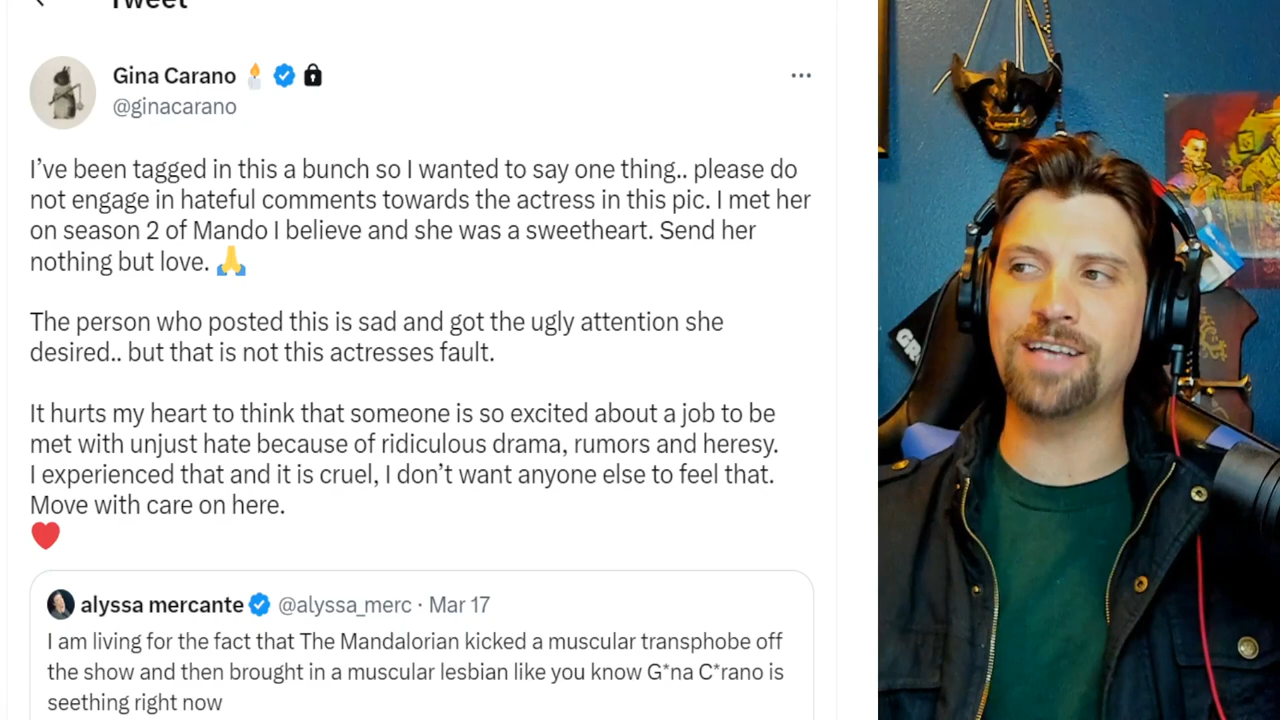 Tweet
Gina Carano
@ginacarano
I’ve been tagged in this a bunch so I wanted to say one thing.. please do
not engage in hateful comments towards the actress in this pic. I met her
on season 2 of Mando I believe and she was a sweetheart. Send her
nothing but love. 🙏
The person who posted this is sad and got the ugly attention she
desired.. but that is not this actresses fault.
It hurts my heart to think that someone is so excited about a job to be
met with unjust hate because of ridiculous drama, rumors and heresy.
I experienced that and it is cruel, I don’t want anyone else to feel that.
Move with care on here.
❤️
alyssa mercante @alyssa_merc · Mar 17
I am living for the fact that The Mandalorian kicked a muscular transphobe off
the show and then brought in a muscular lesbian like you know G*na C*rano is
seething right now